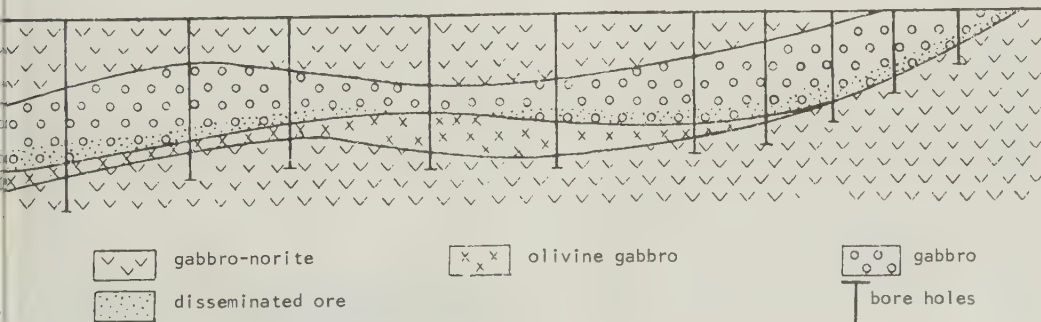 gabbro-norite
olivine gabbro
gabbro
disseminated ore
bore holes